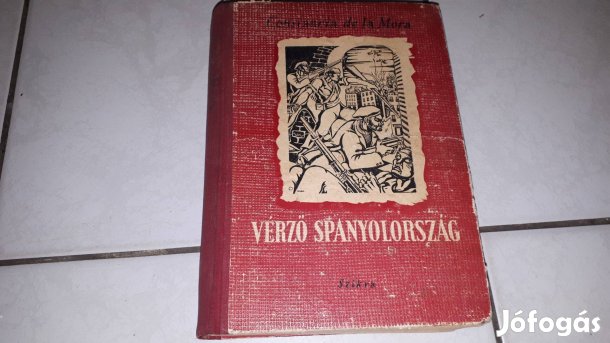 Constancia de la Mora
VÉRZŐ SPANYOLORSZÁG
Szikra
Jófogás